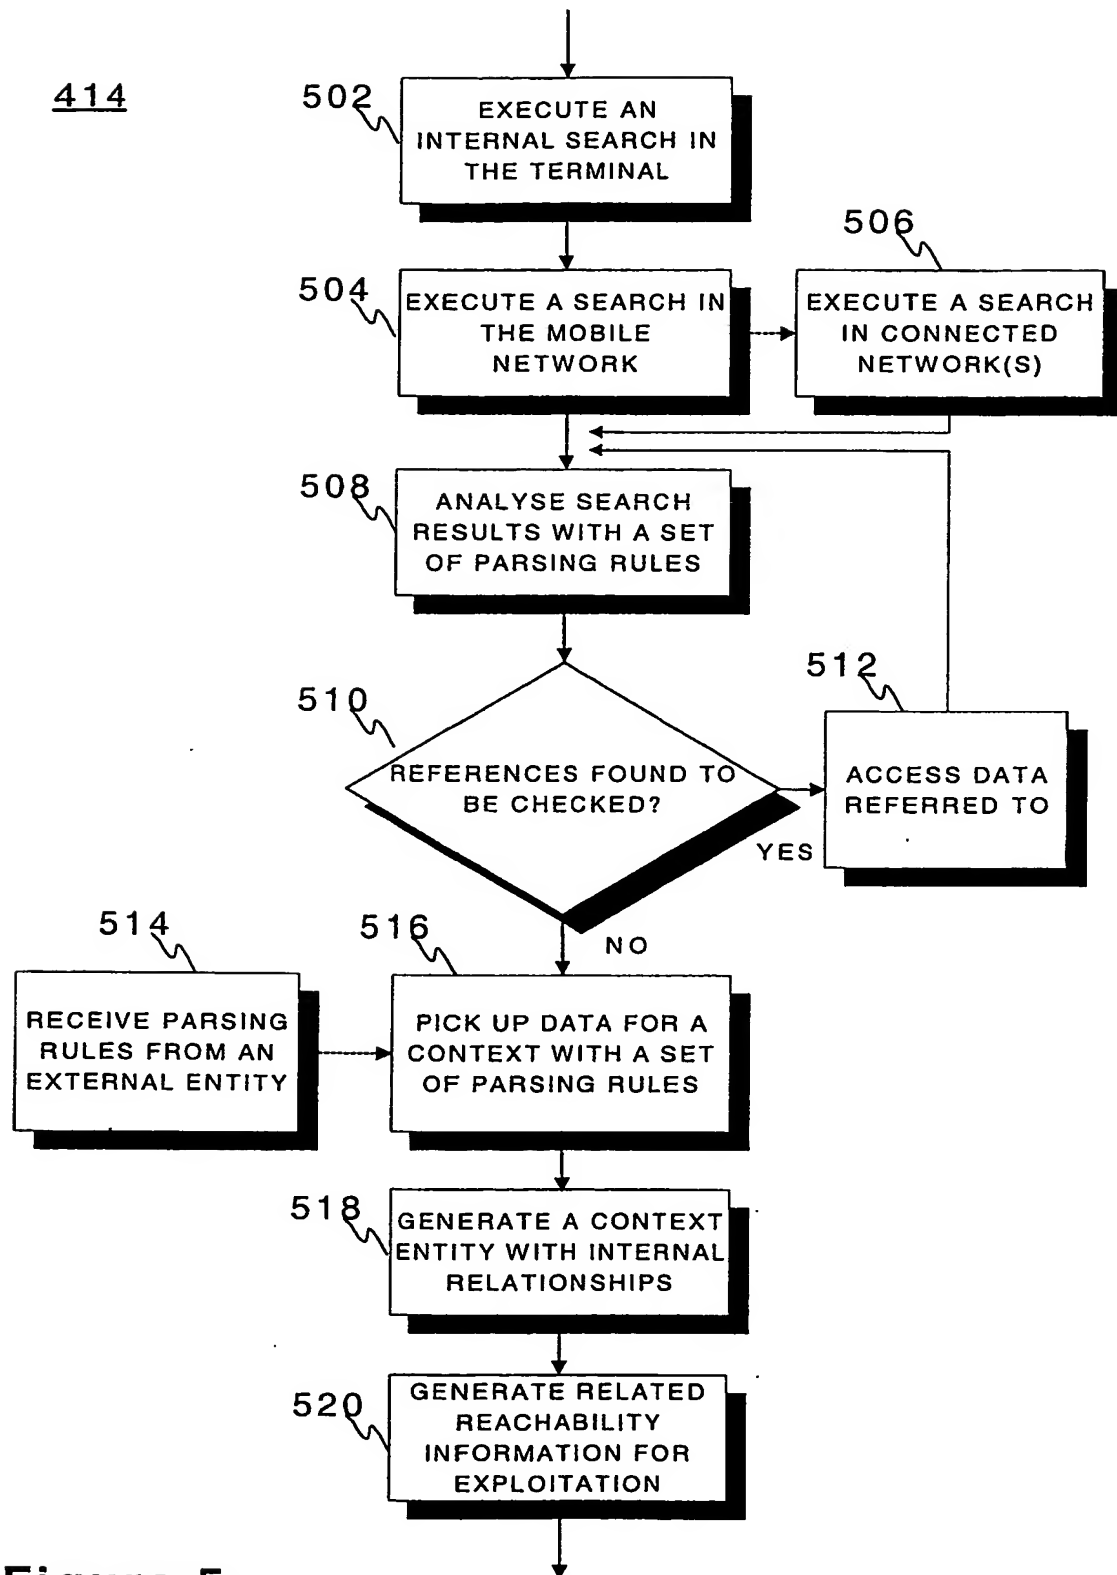 414
502
EXECUTE AN
INTERNAL SEARCH IN
THE TERMINAL
506
504
EXECUTE A SEARCH IN
THE MOBILE
NETWORK
EXECUTE A SEARCH
IN CONNECTED
NETWORK(S)
508
ANALYSE SEARCH
RESULTS WITH A SET
OF PARSING RULES
510
REFERENCES FOUND TO
BE CHECKED?
512
ACCESS DATA
REFERRED TO
YES
NO
514
RECEIVE PARSING
RULES FROM AN
EXTERNAL ENTITY
516
PICK UP DATA FOR A
CONTEXT WITH A SET
OF PARSING RULES
518
GENERATE A CONTEXT
ENTITY WITH INTERNAL
RELATIONSHIPS
520
GENERATE RELATED
REACHABILITY
INFORMATION FOR
EXPLOITATION
Figure 5